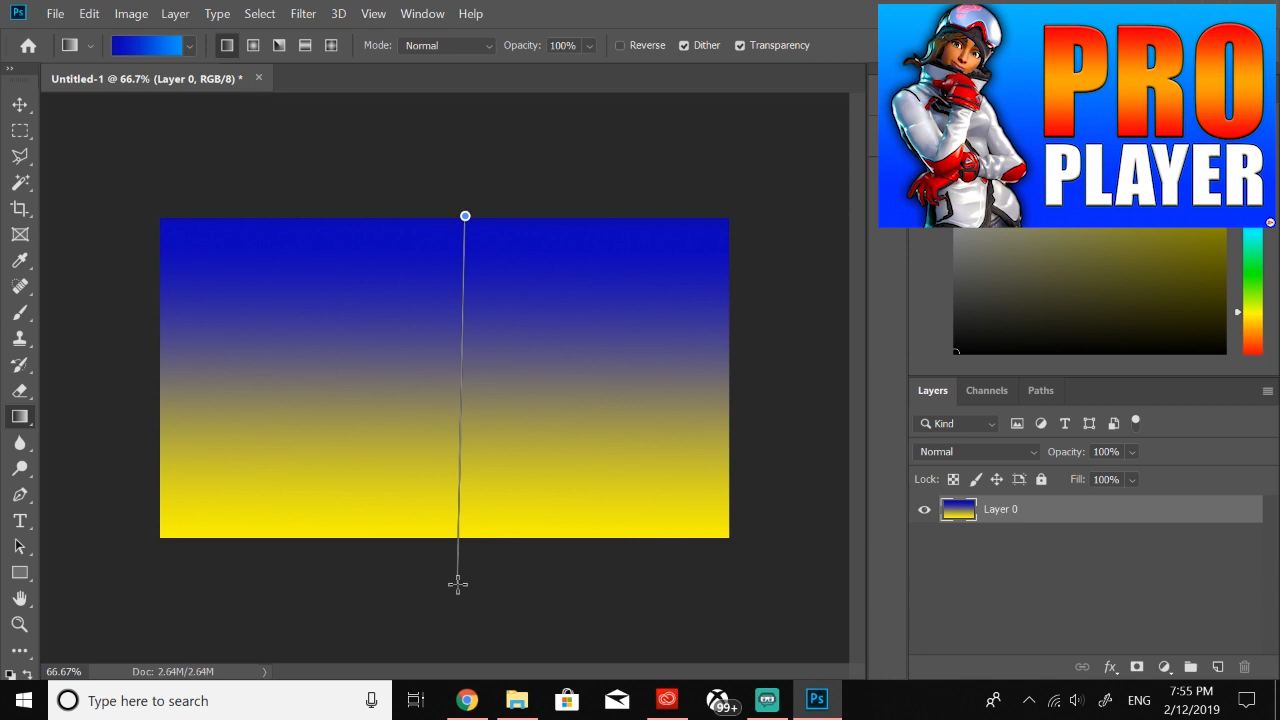 Ps File Edit Image Layer Type Select Filter 3D View Window Help
Mode: Normal Opacity: 100% Reverse Dither Transparency
Untitled-1 @ 66.7% (Layer 0, RGB/8) * ×
PRO
PLAYER
Layers Channels Paths
Kind
Normal Opacity: 100%
Lock: Fill: 100%
Layer 0
fx
66.67% Doc: 2.64M/2.64M
Type here to search
99+
Ps
ENG
7:55 PM
2/12/2019